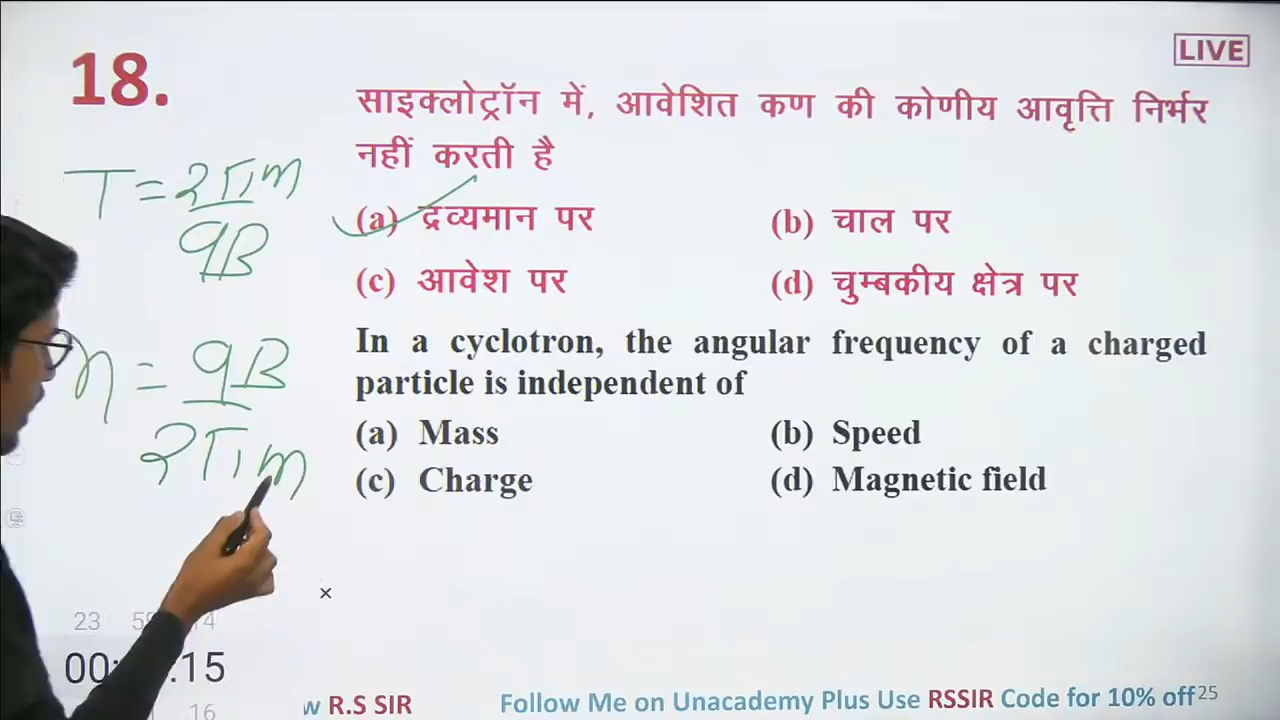 LIVE
18.
साइक्लोट्रॉन में, आवेशित कण की कोणीय आवृत्ति निर्भर
नहीं करती है
(a) द्रव्यमान पर (b) चाल पर
(c) आवेश पर (d) चुम्बकीय क्षेत्र पर
T = 2πm
qB
n = qB
2πm
In a cyclotron, the angular frequency of a charged
particle is independent of
(a) Mass (b) Speed
(c) Charge (d) Magnetic field
×
23
00: :15
16
w R.S SIR Follow Me on Unacademy Plus Use RSSIR Code for 10% off 25